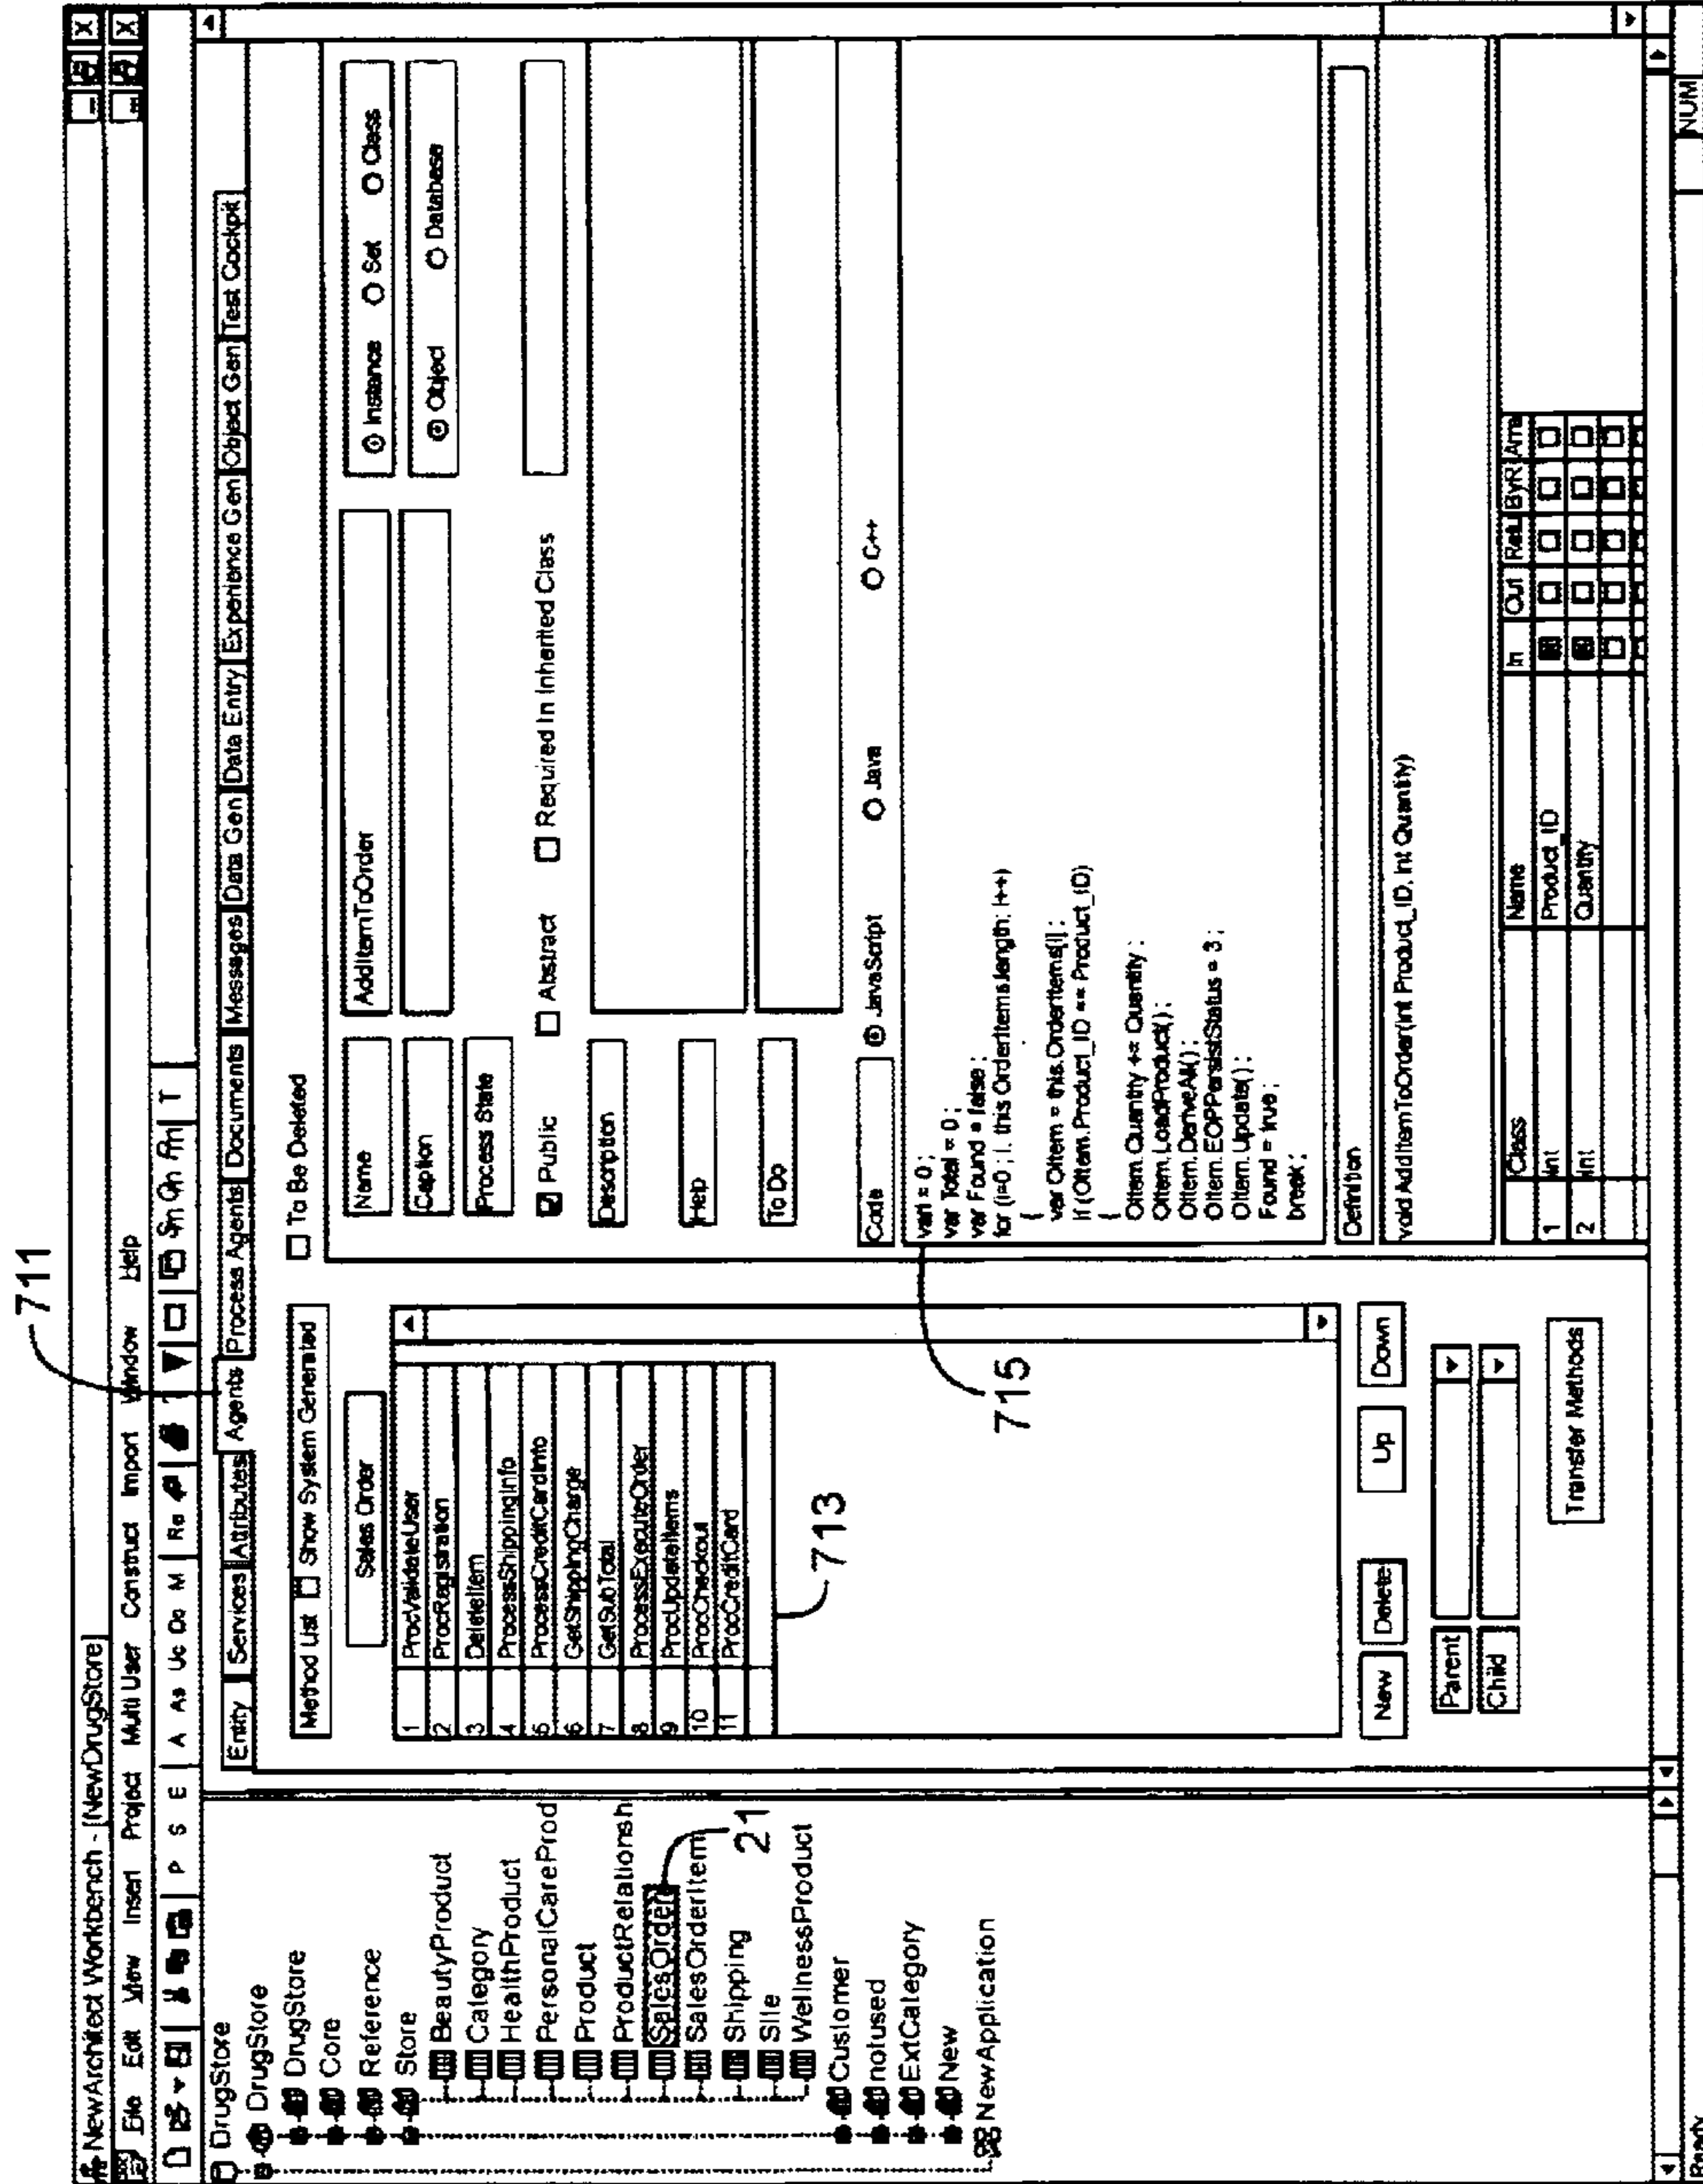 711
NewArchitect Workbench - [NewDrugStore]
File Edit View Insert Project Multi User Construct Import Window Help
P S E A As Uc Do M Re ? Sm Qn Rn T
DrugStore
DrugStore
DrugStore
Core
Reference
Store
BeautyProduct
Category
HealthProduct
PersonalCareProd
Product
ProductRelationsh
SalesOrder
SalesOrderItem
Shipping
Site
WellnessProduct
Customer
notused
ExtCategory
New
NewApplication
21
Entity Services Attributes Agents Process Agents Documents Messages Data Gen Data Entry Experience Gen Object Gen Test Cockpit
Method List Show System Generated
Sales Order
1 ProcValidateUser
2 ProcRegistration
3 DeleteItem
4 ProcessShippingInfo
5 ProcessCreditCardInfo
6 GetShippingCharge
7 GetSubTotal
8 ProcessExecuteOrder
9 ProcUpdateItems
10 ProcCheckout
11 ProcCreditCard
713
New Delete Up Down
Parent
Child
Transfer Methods
To Be Deleted
Name AddItemToOrder Instance Set Class
Caption Object Database
Process State
Public Abstract Required In Inherited Class
Description
Help
To Do
Code JavaScript Java C++
715
var i = 0 ;
var Total = 0 ;
var Found = false ;
for (i=0 ; i. this OrderItems.length; i++)
{
var OItem = this.OrderItems[i] ;
if (OItem.Product_ID == Product_ID)
{
OItem.Quantity += Quantity ;
OItem.LoadProduct() ;
OItem.DeriveAll() ;
OItem.EOPPersistStatus = 3 ;
OItem.Update() ;
Found = true ;
break ;
Definition
void AddItemToOrder(int Product_ID, int Quantity)
Class Name In Out Retu ByR Arra
1 int Product_ID
2 int Quantity
Ready NUM